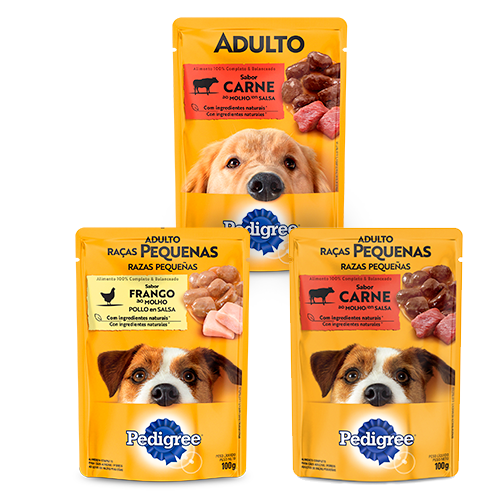 ADULTO
Alimento 100% Completo & Balanceado
Sabor
CARNE
AO MOLHO EM SALSA
Com ingredientes naturais
Con ingredientes naturales
Pedigree
ADULTO
RAÇAS PEQUENAS
RAZAS PEQUEÑAS
Alimento 100% Completo & Balanceado
Sabor
FRANGO
AO MOLHO
POLLO en SALSA
Com ingredientes naturais
Con ingredientes naturales
Pedigree
100g
ADULTO
RAÇAS PEQUENAS
RAZAS PEQUEÑAS
Alimento 100% Completo & Balanceado
Sabor
CARNE
AO MOLHO EM SALSA
Com ingredientes naturais
Con ingredientes naturales
Pedigree
100g